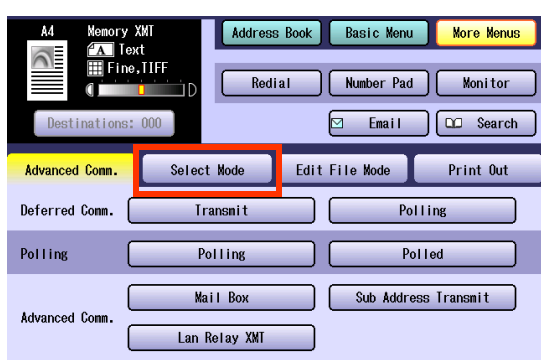 A4 Memory XMT Address Book Basic Menu More Menus
A Text
Fine,TIFF
Redial Number Pad Monitor
D
Destinations: 000 Email Search
Advanced Comm. Select Mode Edit File Mode Print Out
Deferred Comm. Transmit Polling
Polling Polling Polled
Mail Box Sub Address Transmit
Advanced Comm.
Lan Relay XMT